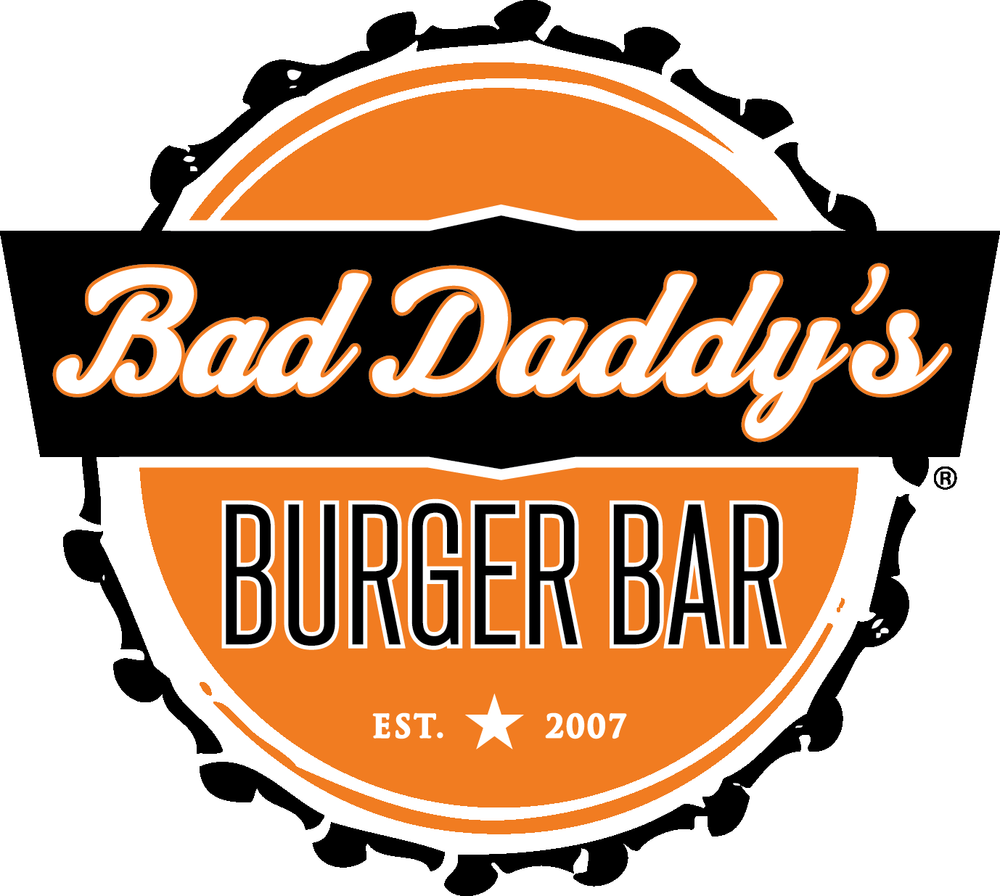 Bad Daddy's
®
BURGER BAR
EST. ★ 2007